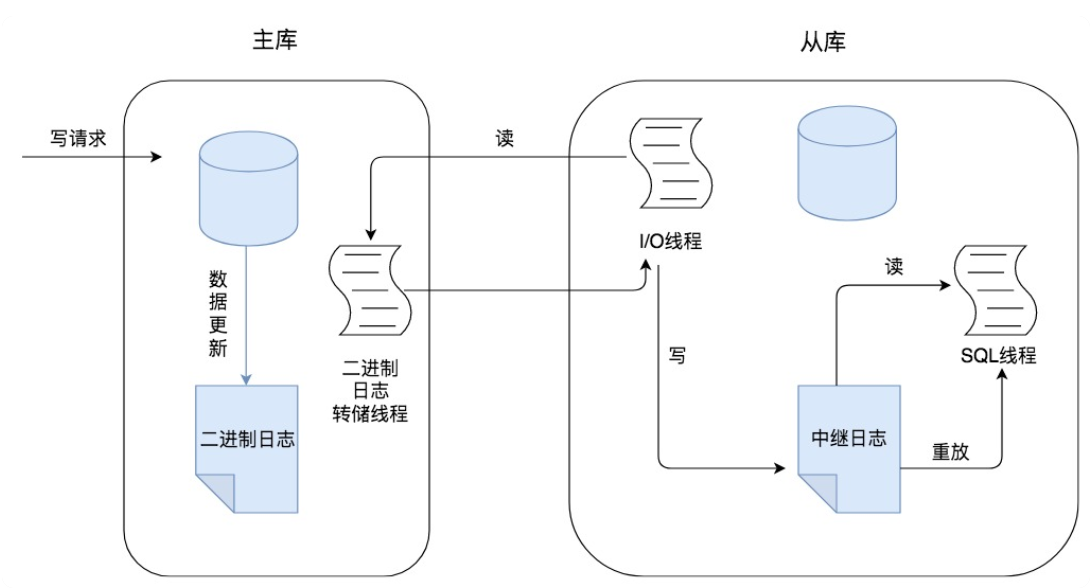 主库
从库
写请求
读
I/O线程
数
据
更
新
读
二进制
日志
转储线程
写
SQL线程
二进制日志
中继日志
重放